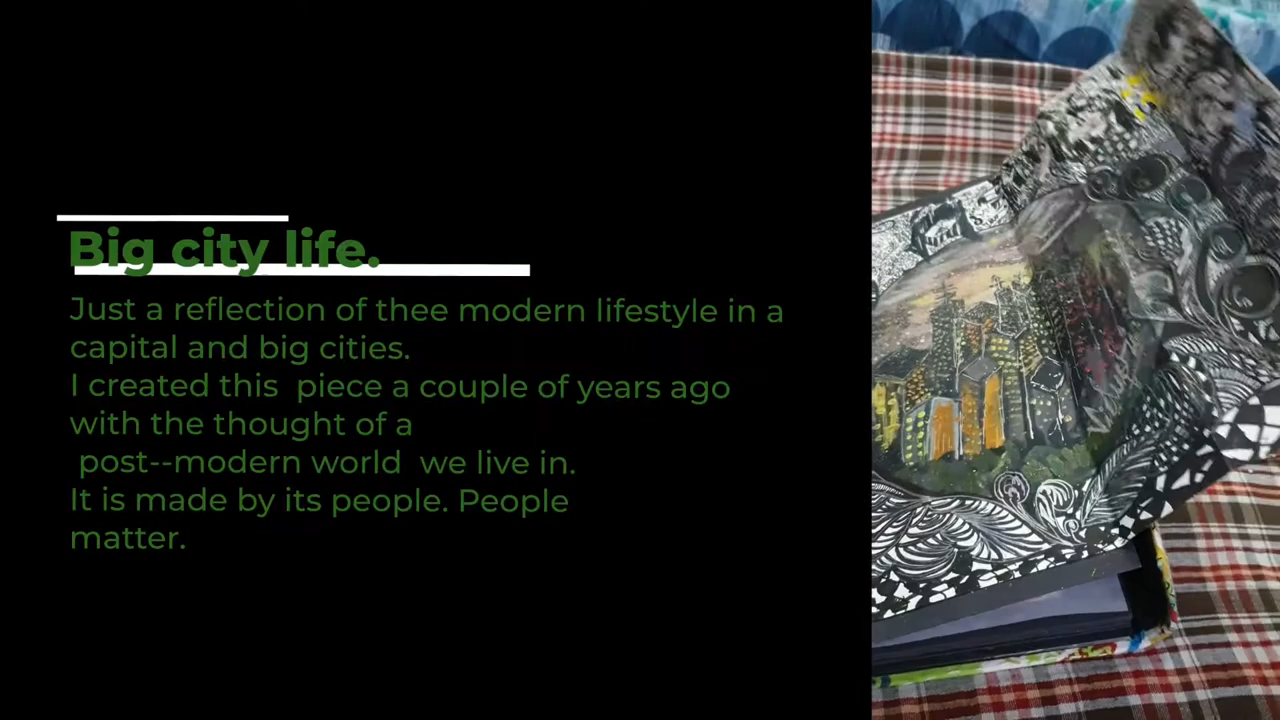 Big city life.
Just a reflection of thee modern lifestyle in a
capital and big cities.
I created this  piece a couple of years ago
with the thought of a
 post--modern world  we live in.
It is made by its people. People
matter.